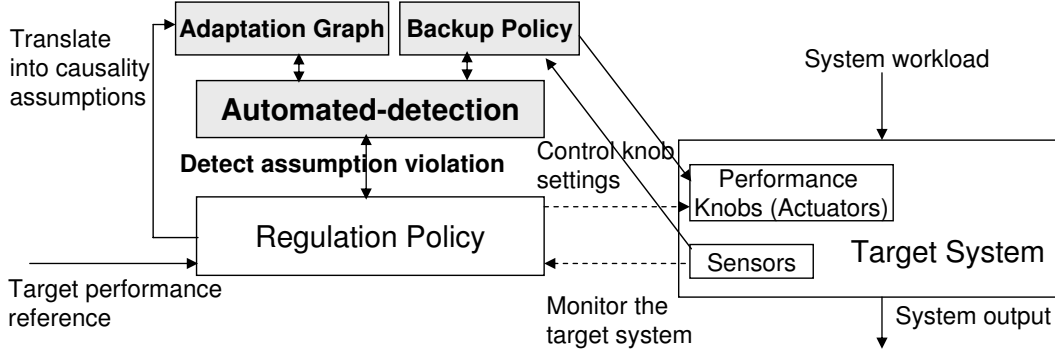 Adaptation Graph
Backup Policy
Translate
into causality
assumptions
System workload
Automated-detection
Detect assumption violation
Control knob
settings
Performance
Knobs (Actuators)
Regulation Policy
Target System
Sensors
Target performance
reference
Monitor the
target system
System output